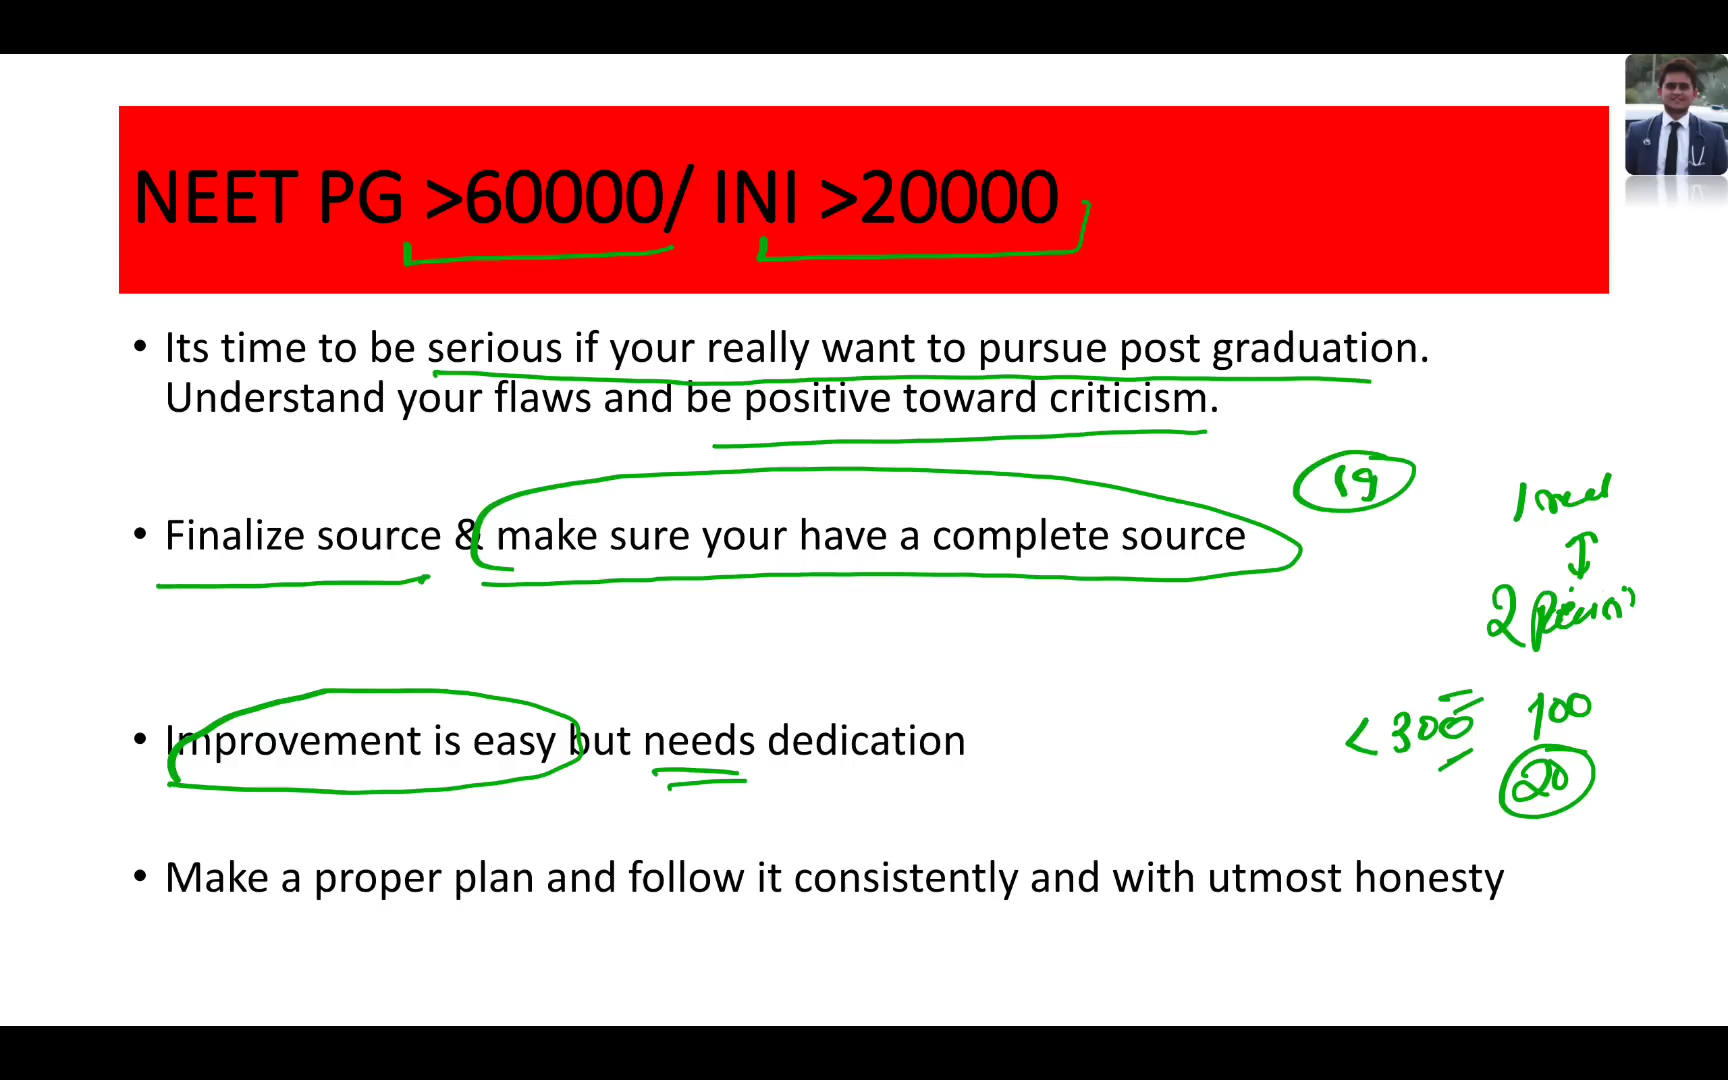 NEET PG >60000/ INI >20000
• Its time to be serious if your really want to pursue post graduation.
Understand your flaws and be positive toward criticism.
19
• Finalize source & make sure your have a complete source
1
2
<300 100
20
• Improvement is easy but needs dedication
• Make a proper plan and follow it consistently and with utmost honesty